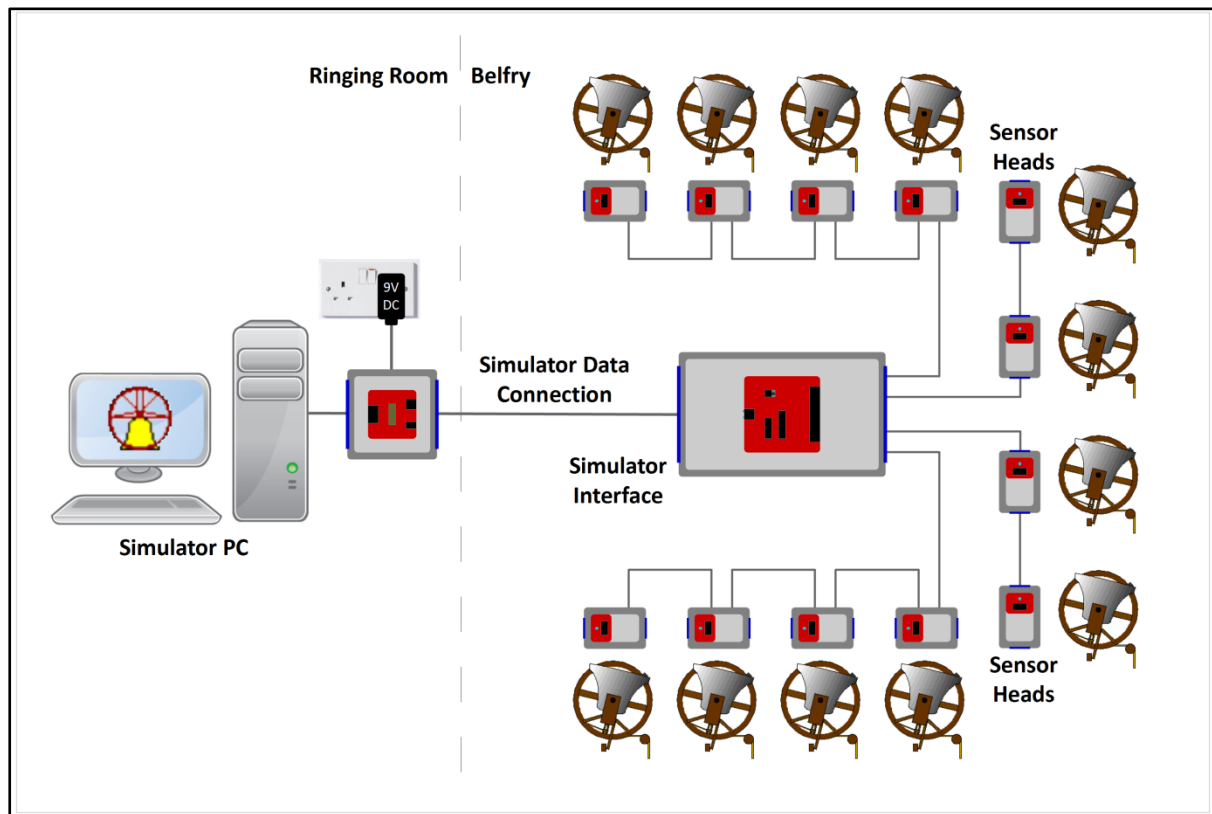 Ringing Room
Belfry
Sensor
Heads
9V
DC
Simulator Data
Connection
Simulator
Interface
Simulator PC
Sensor
Heads